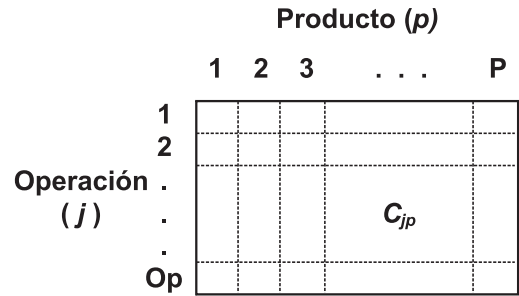 Producto (p)
1 2 3 . . . P
1
2
Operación .
( j ) .
.
Op
C_jp